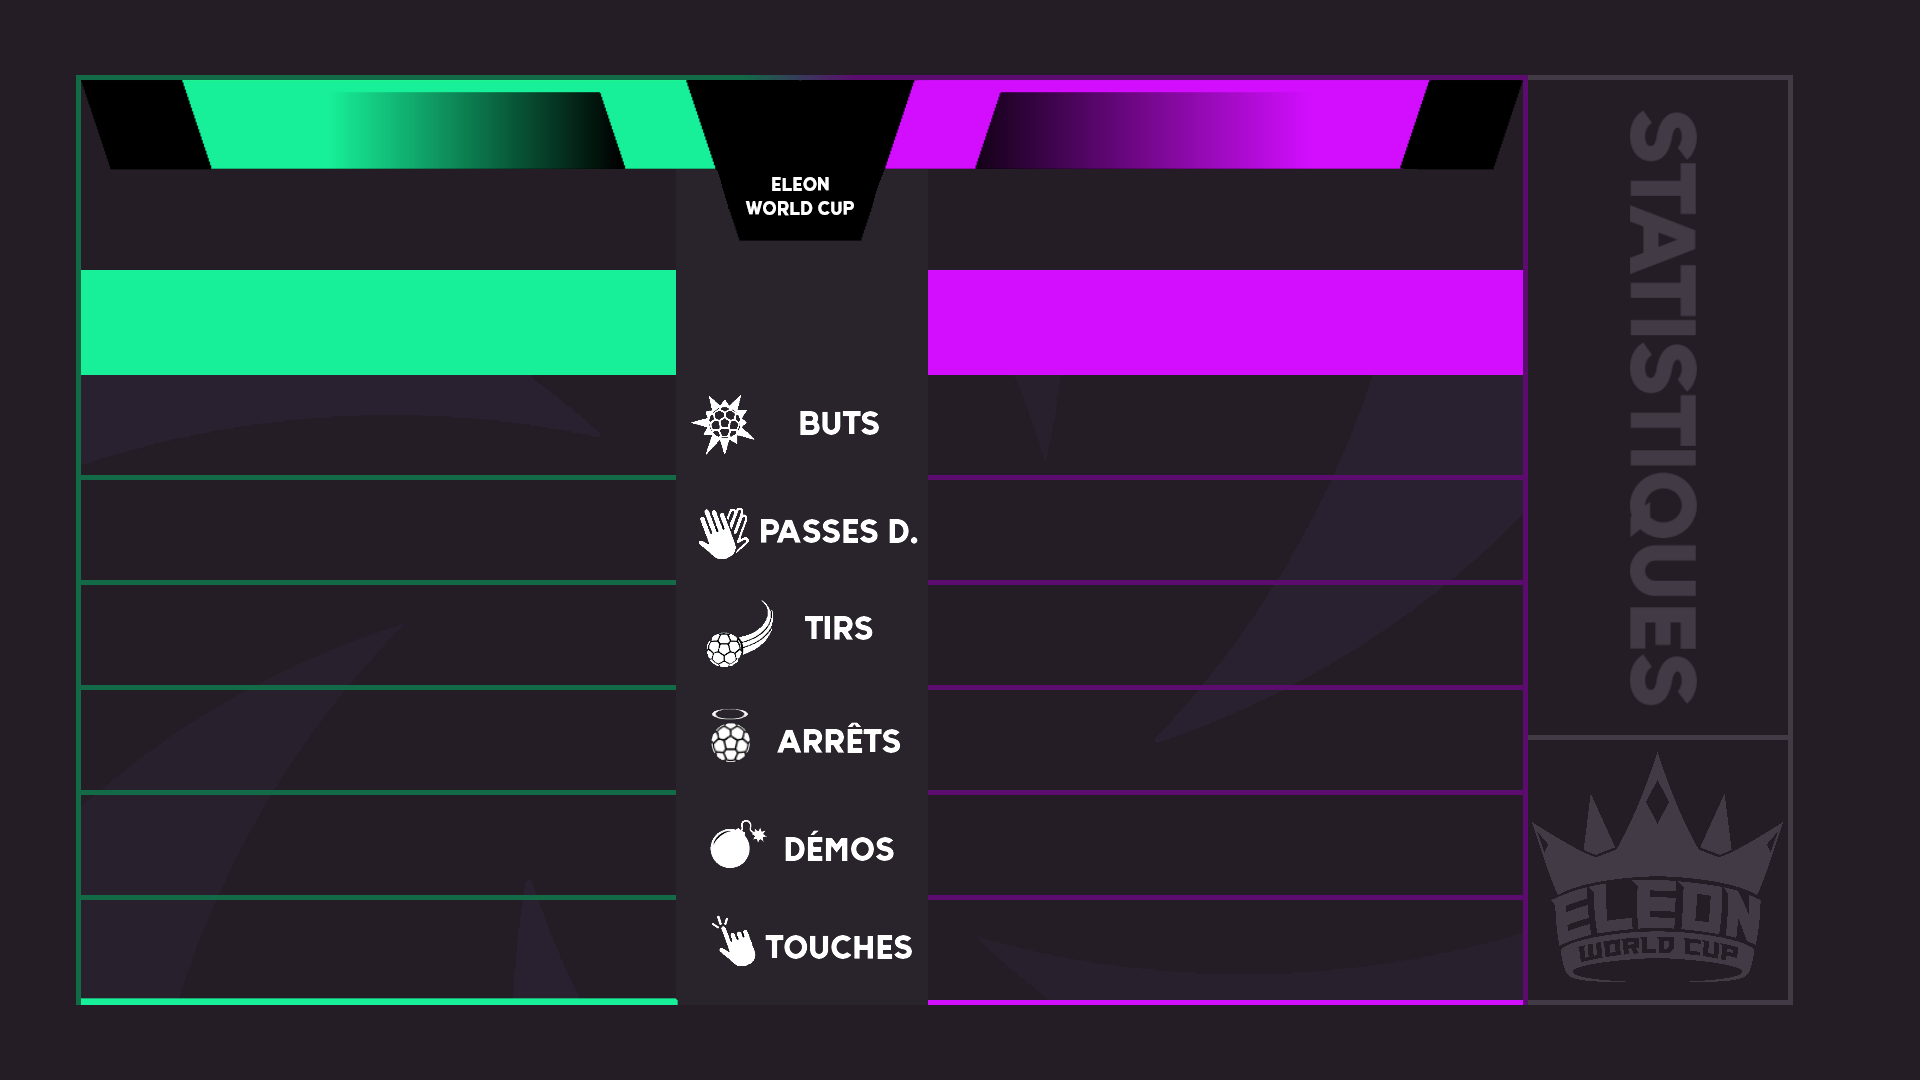 ELEON
WORLD CUP
BUTS
PASSES D.
TIRS
ARRÊTS
DÉMOS
TOUCHES
STATISTIQUES
ELEON
WORLD CUP